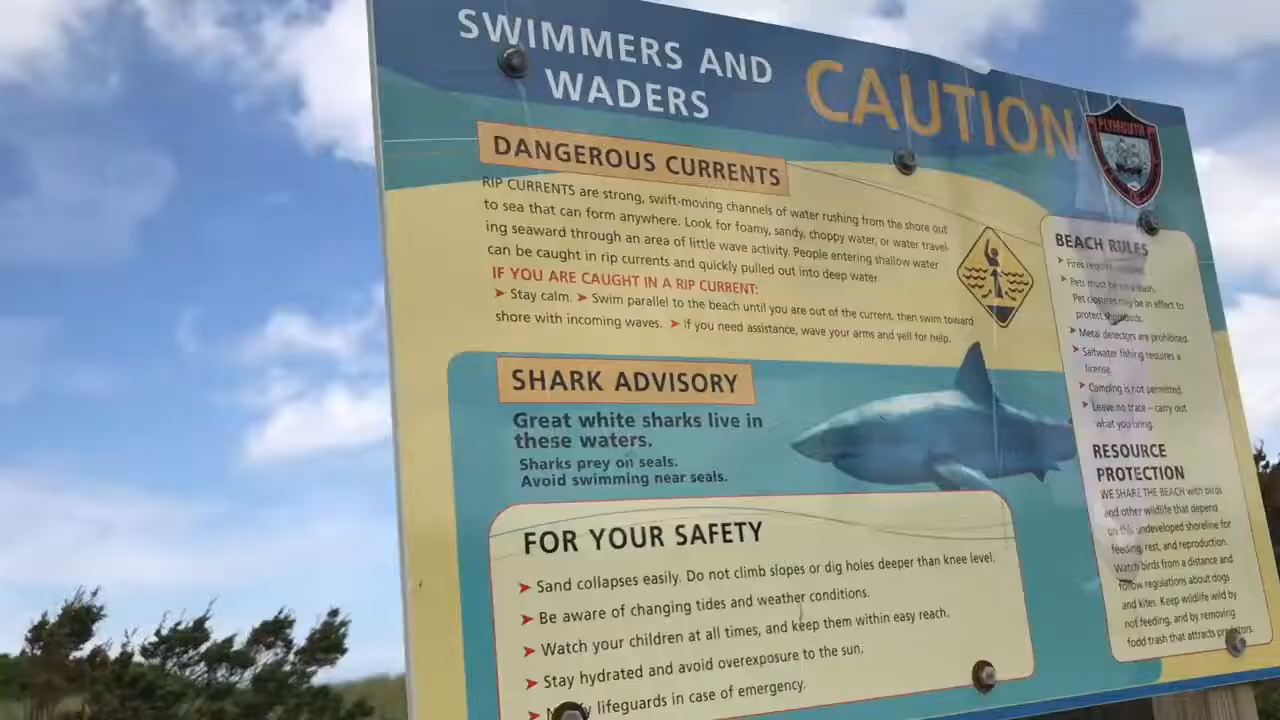 SWIMMERS AND
WADERS
CAUTION
PLYMOUTH
DANGEROUS CURRENTS
RIP CURRENTS are strong, swift-moving channels of water rushing from the shore out
to sea that can form anywhere. Look for foamy, sandy, choppy water, or water travel-
ing seaward through an area of little wave activity. People entering shallow water
can be caught in rip currents and quickly pulled out into deep water.
IF YOU ARE CAUGHT IN A RIP CURRENT:
➤ Stay calm. ➤ Swim parallel to the beach until you are out of the current, then swim toward
shore with incoming waves. ➤ If you need assistance, wave your arms and yell for help.
SHARK ADVISORY
Great white sharks live in
these waters.
Sharks prey on seals.
Avoid swimming near seals.
FOR YOUR SAFETY
➤ Sand collapses easily. Do not climb slopes or dig holes deeper than knee level.
➤ Be aware of changing tides and weather conditions.
➤ Watch your children at all times, and keep them within easy reach.
➤ Stay hydrated and avoid overexposure to the sun.
➤ lifeguards in case of emergency.
BEACH RULES
➤ Fires
➤ Pets must be leash.
Pet closures may be in effect to
protect shorebirds.
➤ Metal detectors are prohibited.
➤ Saltwater fishing requires a
license.
➤ Camping is not permitted.
➤ Leave no trace – carry out
what you bring.
RESOURCE
PROTECTION
WE SHARE THE BEACH with birds
and other wildlife that depend
on this undeveloped shoreline for
feeding, rest, and reproduction.
Watch birds from a distance and
follow regulations about dogs
and kites. Keep wildlife wild by
not feeding, and by removing
food trash that attracts predators.